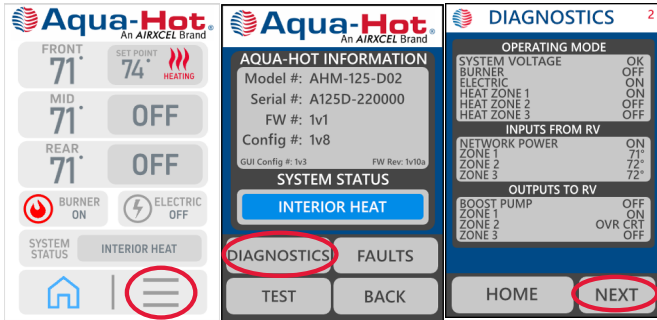 Aqua-Hot
An AIRXCEL Brand
FRONT
71°
SET POINT
74°
HEATING
MID
71°
OFF
REAR
71°
OFF
BURNER
ON
ELECTRIC
OFF
SYSTEM
STATUS
INTERIOR HEAT
Aqua-Hot
An AIRXCEL Brand
AQUA-HOT INFORMATION
Model #: AHM-125-D02
Serial #: A125D-220000
FW #: 1v1
Config #: 1v8
GUI Config #: 1v3 FW Rev: 1v10a
SYSTEM STATUS
INTERIOR HEAT
DIAGNOSTICS FAULTS
TEST BACK
DIAGNOSTICS 2
OPERATING MODE
SYSTEM VOLTAGE OK
BURNER OFF
ELECTRIC ON
HEAT ZONE 1 ON
HEAT ZONE 2 OFF
HEAT ZONE 3 OFF
INPUTS FROM RV
NETWORK POWER ON
ZONE 1 71°
ZONE 2 72°
ZONE 3 72°
OUTPUTS TO RV
BOOST PUMP OFF
ZONE 1 ON
ZONE 2 OVR CRT
ZONE 3 OFF
HOME NEXT